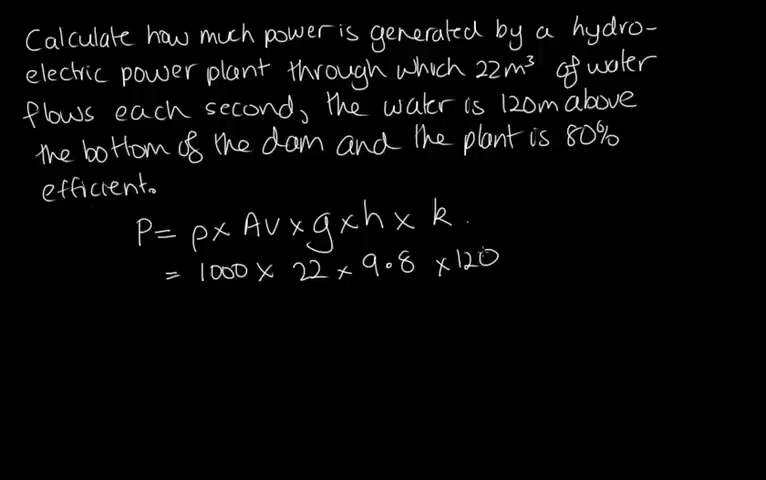 Calculate how much power is generated by a hydro-
electric power plant through which 22m³ of water
flows each second, the water is 120m above
the bottom of the dam and the plant is 80%
efficient.
P= ρx Av x g x h x k.
= 1000 x 22 x 9.8 x 120